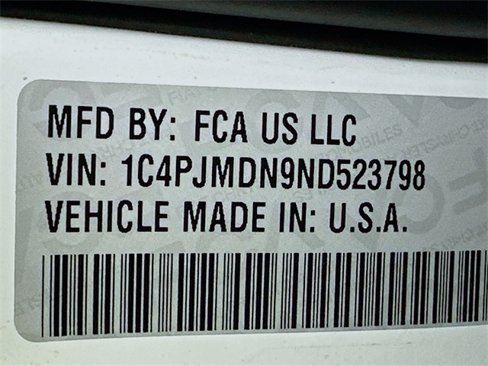 MFD BY: FCA US LLC
VIN: 1C4PJMDN9ND523798
VEHICLE MADE IN: U.S.A.